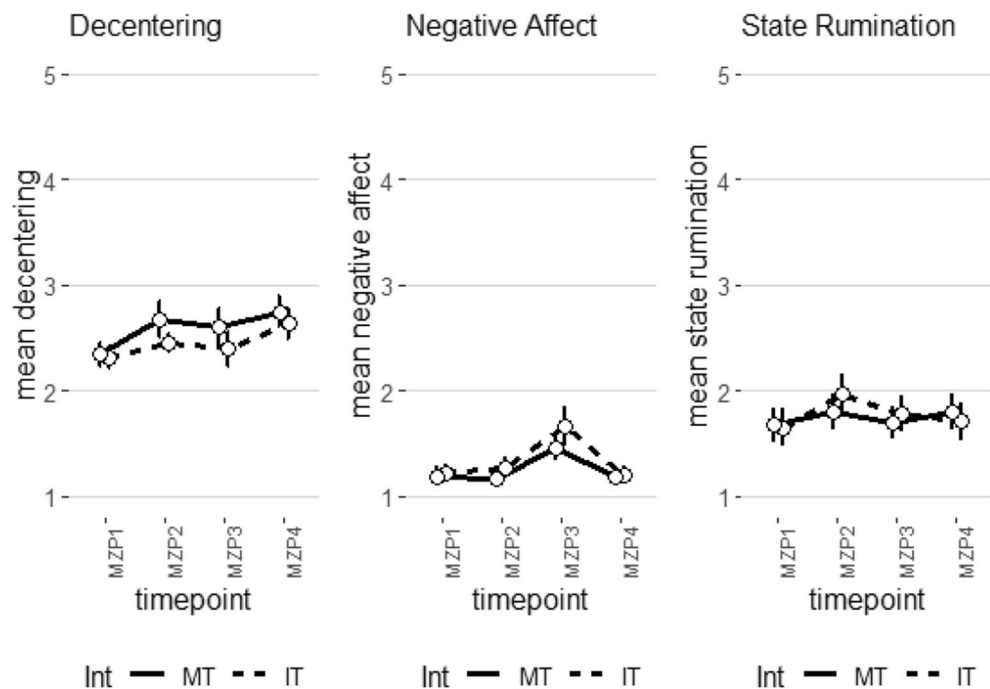 Decentering
mean decentering
5
4
3
2
1
MZP1
MZP2
MZP3
MZP4
timepoint
Int MT IT
Negative Affect
mean negative affect
5
4
3
2
1
MZP1
MZP2
MZP3
MZP4
timepoint
Int MT IT
State Rumination
mean state rumination
5
4
3
2
1
MZP1
MZP2
MZP3
MZP4
timepoint
Int MT IT